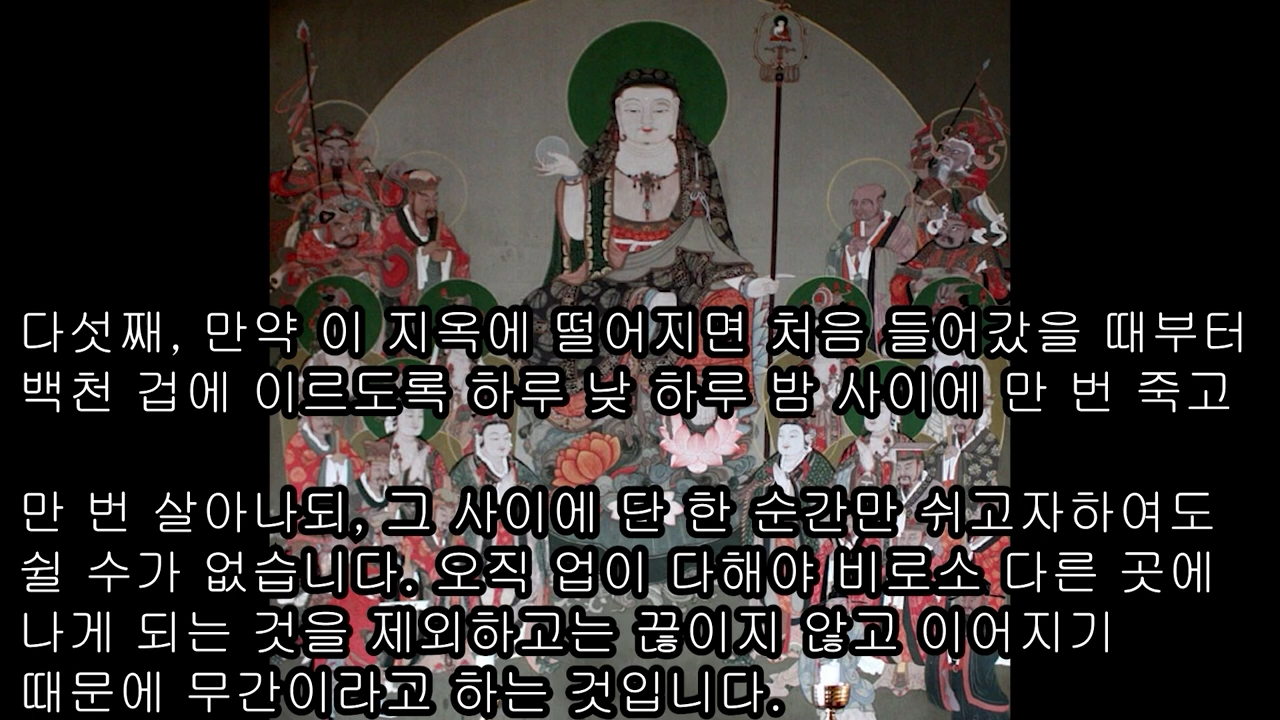 다섯째, 만약 이 지옥에 떨어지면 처음 들어갔을 때부터
백천 겁에 이르도록 하루 낮 하루 밤 사이에 만 번 죽고
만 번 살아나되, 그 사이에 단 한 순간만 쉬고자하여도
쉴 수가 없습니다. 오직 업이 다해야 비로소 다른 곳에
나게 되는 것을 제외하고는 끊이지 않고 이어지기
때문에 무간이라고 하는 것입니다.